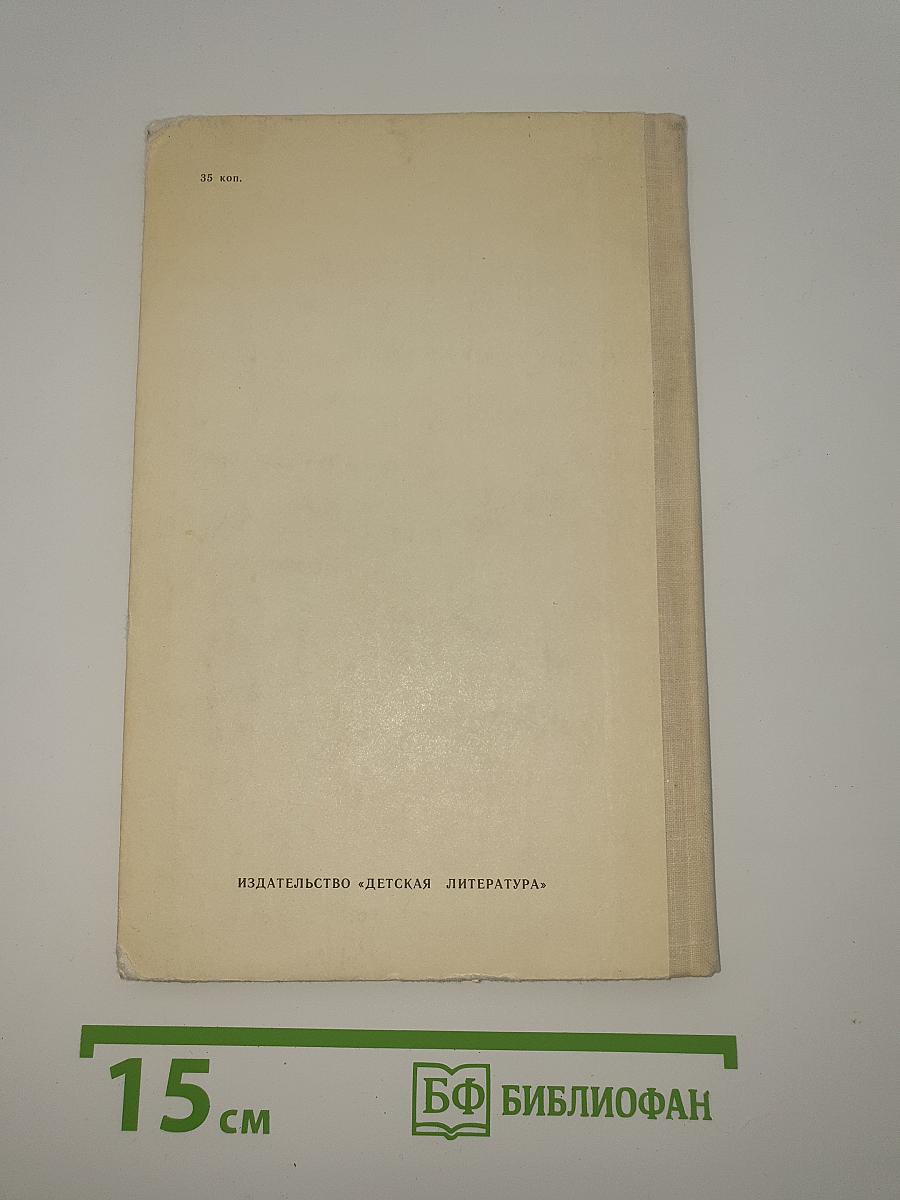 35 коп.
ИЗДАТЕЛЬСТВО «ДЕТСКАЯ ЛИТЕРАТУРА»
15 см
БФ БИБЛИОФАН